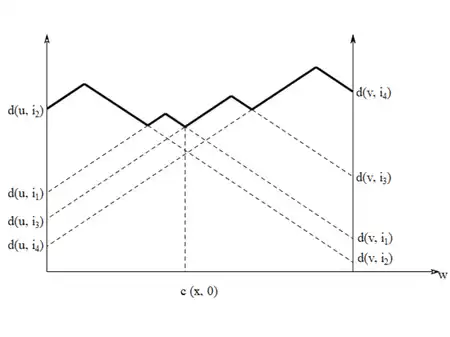 d(u, i₂)
d(v, i₄)
d(u, i₁)
d(v, i₃)
d(u, i₃)
d(u, i₄)
d(v, i₁)
d(v, i₂)
w
c (x, 0)